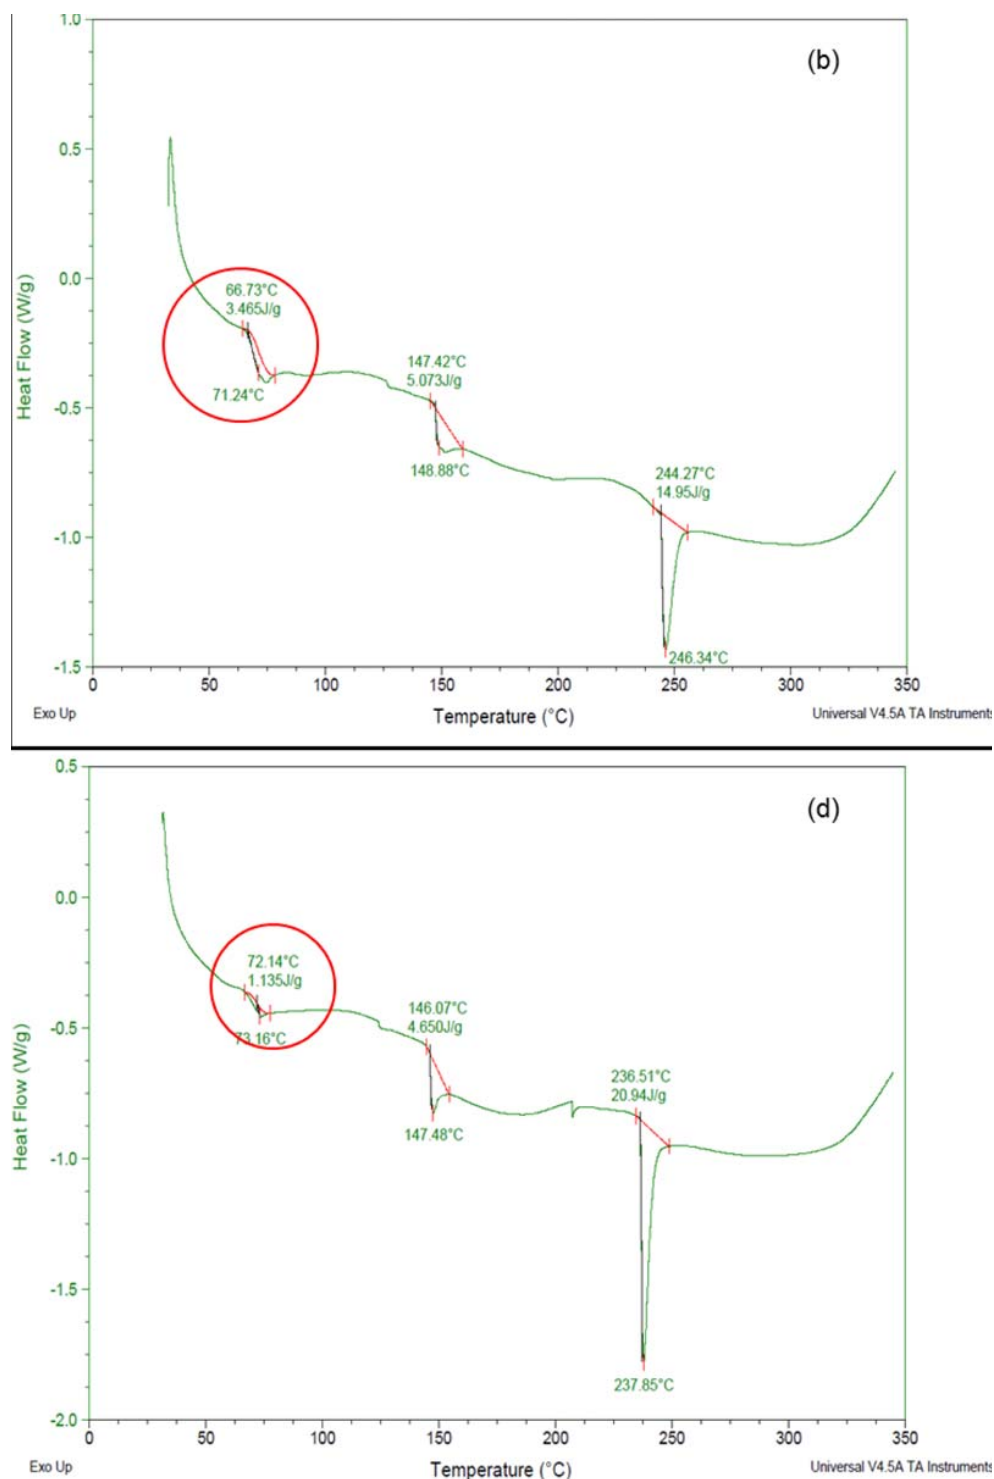 1.0
(b)
0.5
0.0
66.73°C
3.465J/g
71.24°C
147.42°C
5.073J/g
148.88°C
244.27°C
14.95J/g
246.34°C
-0.5
-1.0
-1.5
Heat Flow (W/g)
0 50 100 150 200 250 300 350
Exo Up
Temperature (°C)
Universal V4.5A TA Instruments
0.5
(d)
0.0
72.14°C
1.135J/g
73.16°C
146.07°C
4.650J/g
147.48°C
236.51°C
20.94J/g
237.85°C
-0.5
-1.0
-1.5
-2.0
Heat Flow (W/g)
0 50 100 150 200 250 300 350
Exo Up
Temperature (°C)
Universal V4.5A TA Instruments